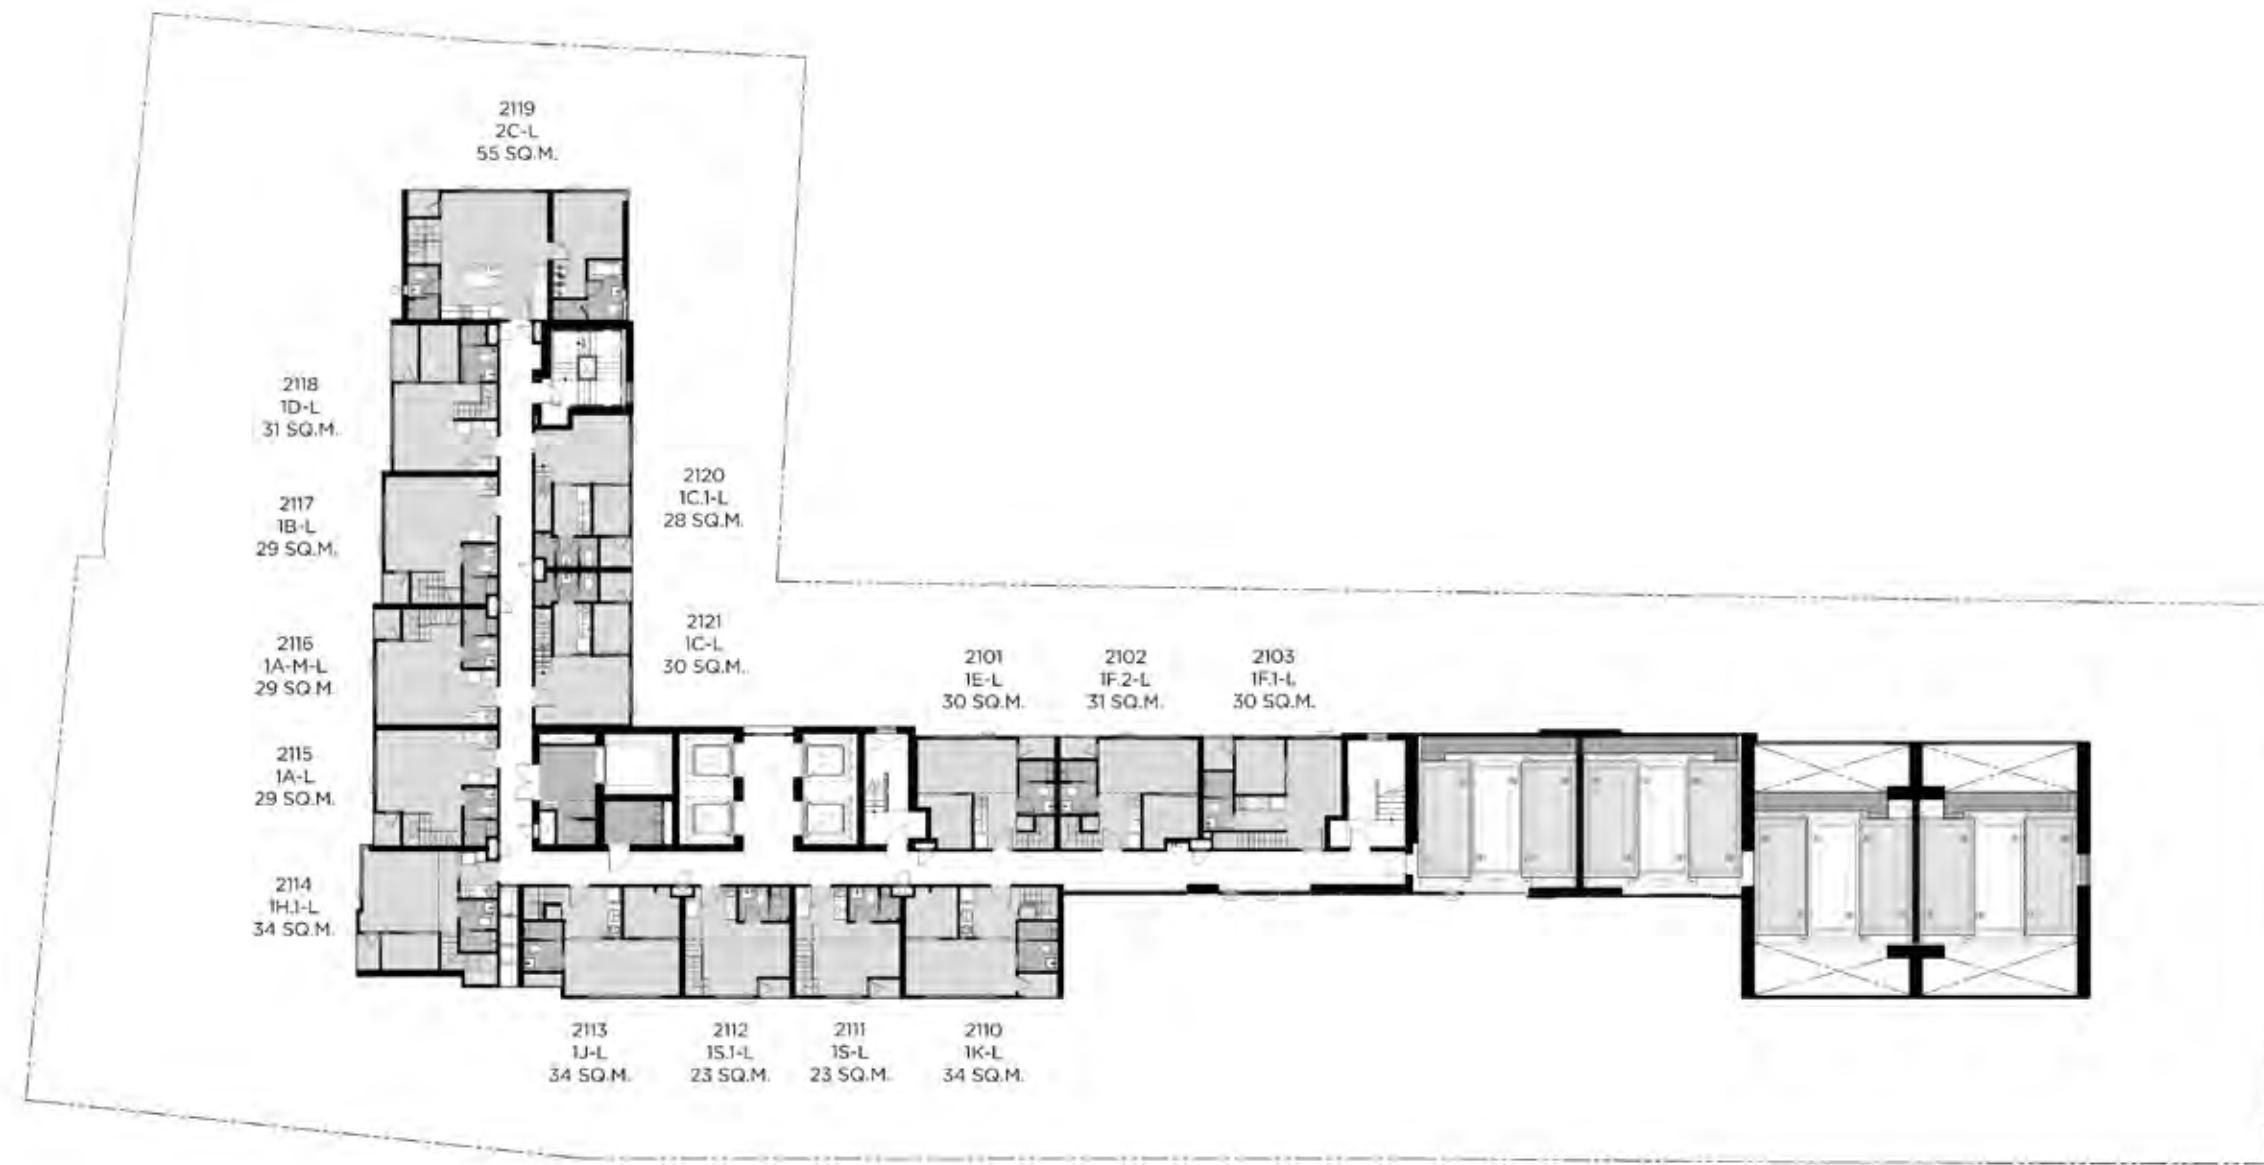 2119
2C-L
55 SQ.M.
2118
1D-L
31 SQ.M.
2117
1B-L
29 SQ.M.
2120
1C.1-L
28 SQ.M.
2116
1A-M-L
29 SQ.M.
2121
1C-L
30 SQ.M.
2101
1E-L
30 SQ.M.
2102
1F.2-L
31 SQ.M.
2103
1F.1-L
30 SQ.M.
2115
1A-L
29 SQ.M.
2114
1H.1-L
34 SQ.M.
2113
1J-L
34 SQ.M.
2112
1S.1-L
23 SQ.M.
2111
1S-L
23 SQ.M.
2110
1K-L
34 SQ.M.